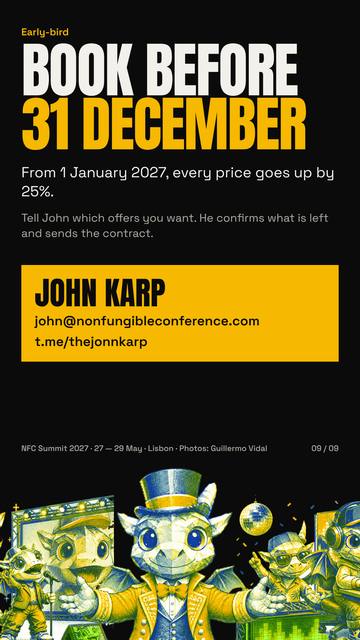 Early-bird
BOOK BEFORE
31 DECEMBER
From 1 January 2027, every price goes up by
25%.
Tell John which offers you want. He confirms what is left
and sends the contract.
JOHN KARP
john@nonfungibleconference.com
t.me/thejonnkarp
NFC Summit 2027 · 27 — 29 May · Lisbon · Photos: Guillermo Vidal
09 / 09